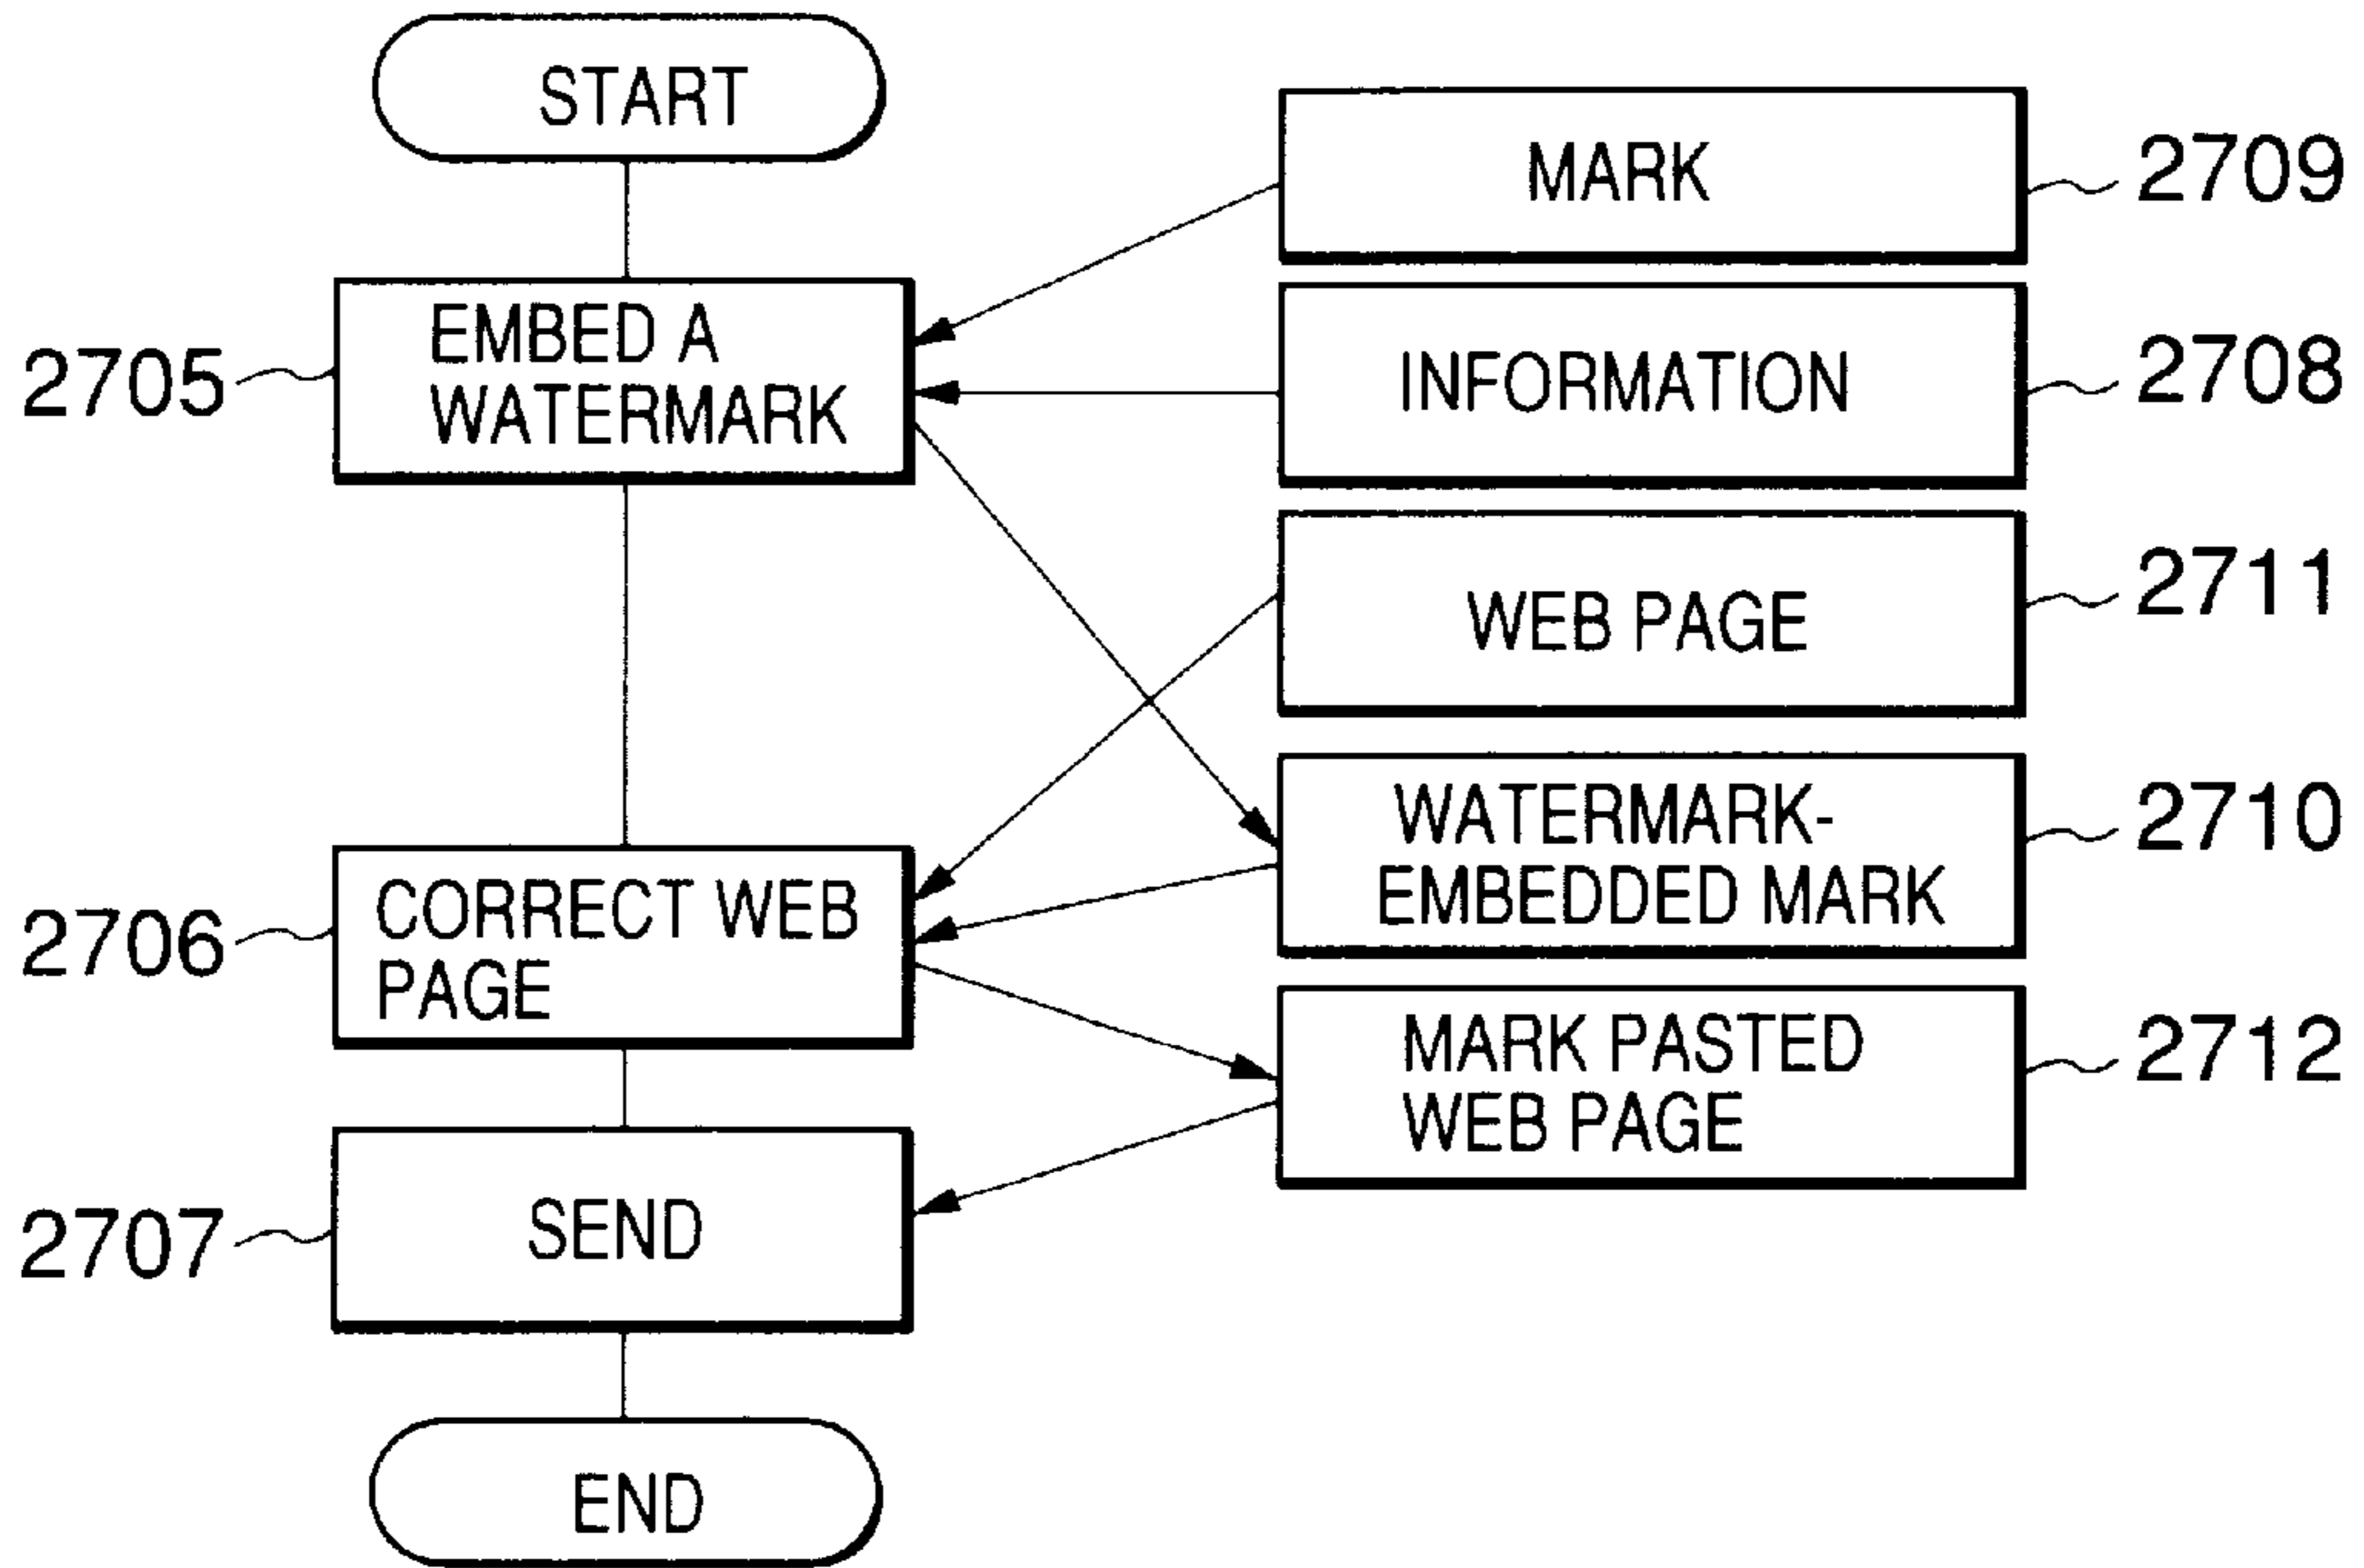 START
MARK
2709
EMBED A
WATERMARK
2705
INFORMATION
2708
WEB PAGE
2711
WATERMARK-
EMBEDDED MARK
2710
CORRECT WEB
PAGE
2706
MARK PASTED
WEB PAGE
2712
SEND
2707
END